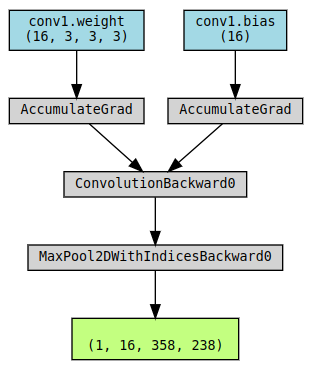 conv1.weight
(16, 3, 3, 3)
conv1.bias
(16)
AccumulateGrad
AccumulateGrad
ConvolutionBackward0
MaxPool2DWithIndicesBackward0
(1, 16, 358, 238)